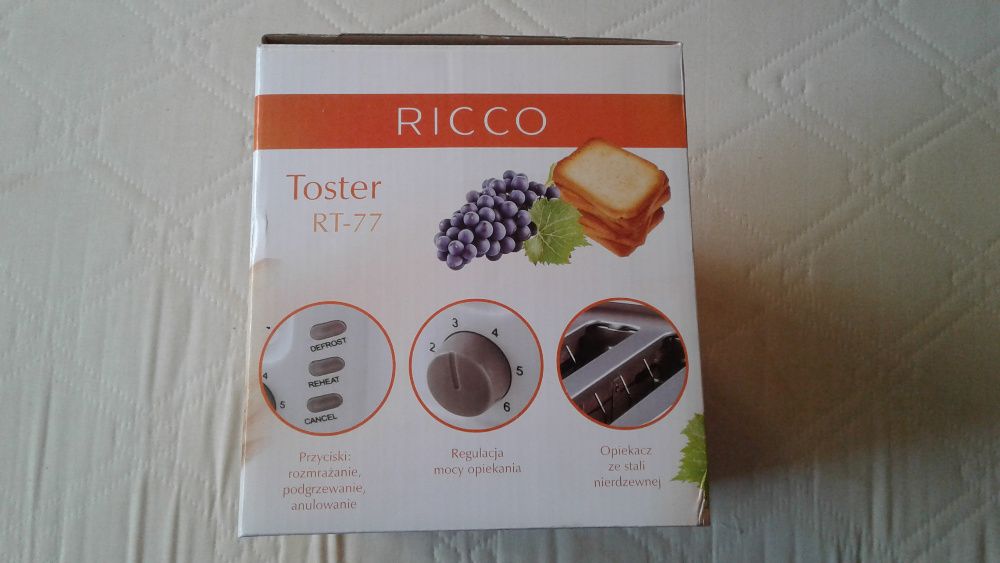 RICCO
Toster
RT-77
DEFROST
REHEAT
CANCEL
4
5
2
3
4
5
6
Przyciski:
rozmrażanie,
podgrzewanie,
anulowanie
Regulacja
mocy opiekania
Opiekacz
ze stali
nierdzewnej